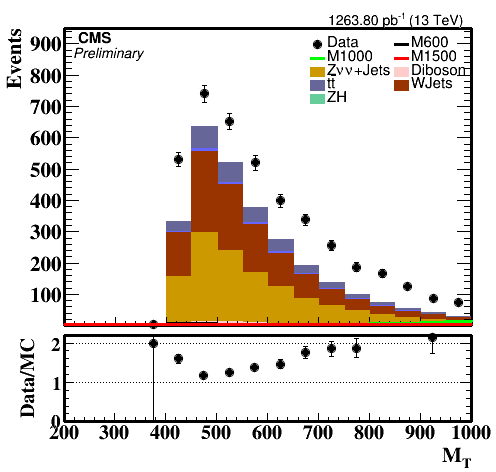 1263.80 pb⁻¹ (13 TeV)
CMS
Preliminary
Data
M600
M1000
M1500
Zνν+Jets
Diboson
tt
WJets
ZH
Events
900
800
700
600
500
400
300
200
100
Data/MC
2
1
0
200 300 400 500 600 700 800 900 1000
M_T